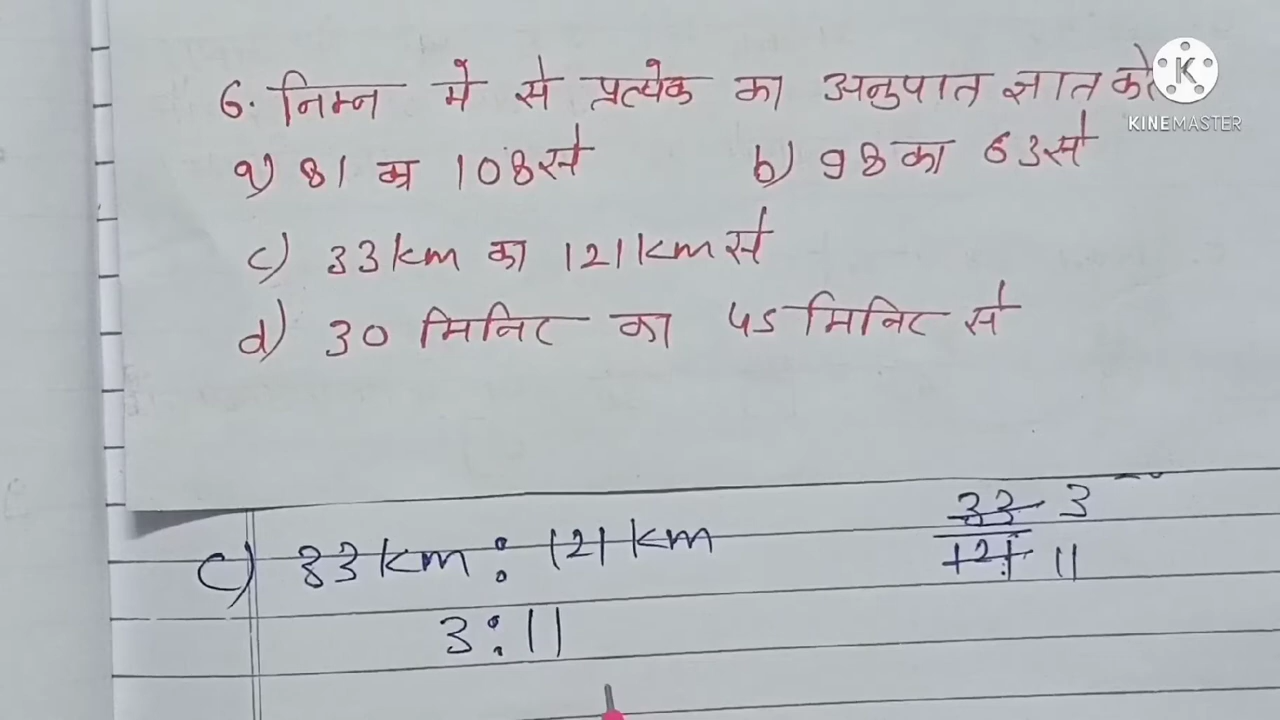 6. निम्न में से प्रत्येक का अनुपात ज्ञात करो
a) 81 का 108 से b) 98 का 63 से
c) 33 km का 121 km से
d) 30 मिनिट का 45 मिनिट से
c) 33 km : 121 km 33 3
121 11
3 : 11
K
KINEMASTER